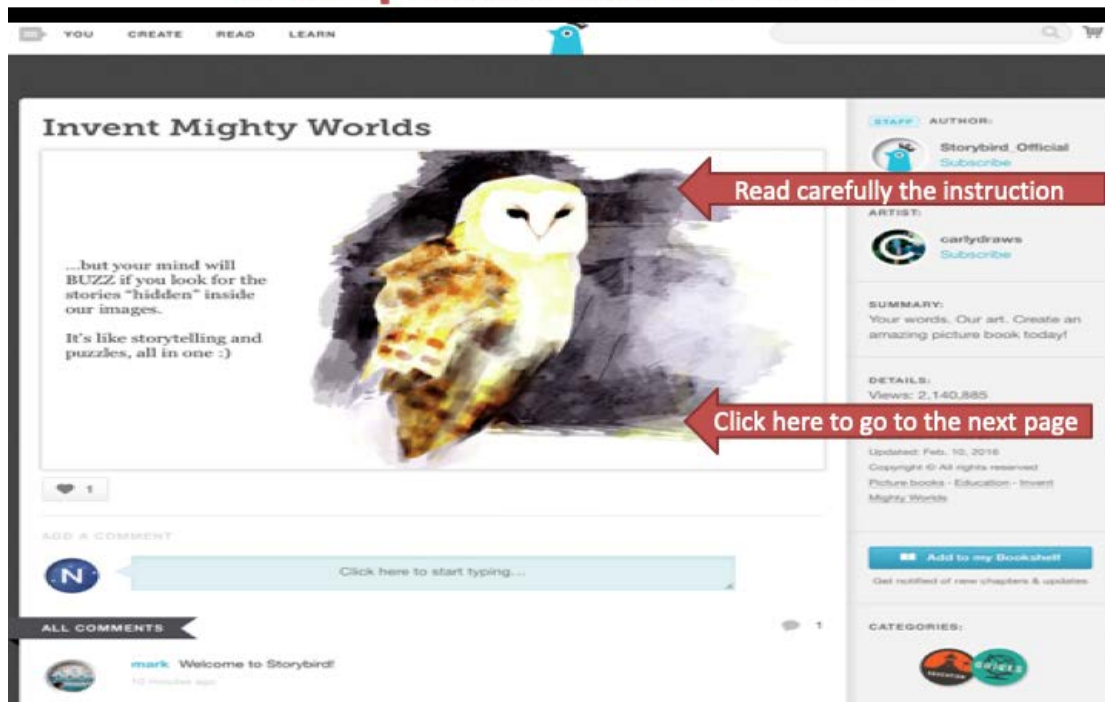 YOU CREATE READ LEARN
Invent Mighty Worlds
....but your mind will
BUZZ if you look for the
stories “hidden” inside
our images.
It's like storytelling and
puzzles, all in one :)
1
ADD A COMMENT
N
Click here to start typing...
ALL COMMENTS
1
mark Welcome to Storybird!
10 minutes ago
STAFF AUTHOR:
Storybird_Official
Subscribe
Read carefully the instruction
ARTIST:
C
carlydraws
Subscribe
SUMMARY:
Your words. Our art. Create an
amazing picture book today!
DETAILS:
Views: 2,140,885
Click here to go to the next page
Updated: Feb. 10, 2016
Copyright © All rights reserved
Picture books - Education - Invent
Mighty Worlds
Add to my Bookshelf
Get notified of new chapters & updates
CATEGORIES:
EDUCATION
GUIDES